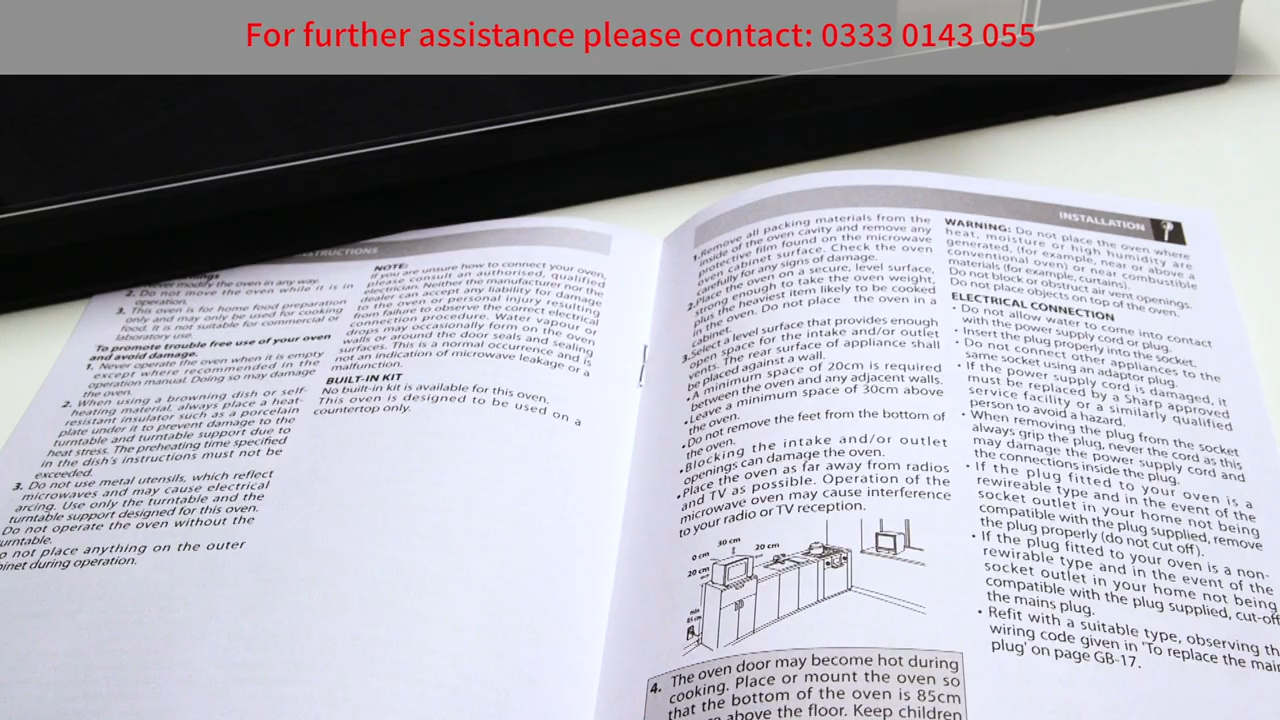 For further assistance please contact: 0333 0143 055
INSTRUCTIONS
never modify the oven in any way.
2. Do not move the oven while it is in
operation.
3. This oven is for home food preparation
only and may only be used for cooking
food. It is not suitable for commercial or
laboratory use.
To promote trouble free use of your oven
and avoid damage.
1. Never operate the oven when it is empty
except where recommended in the
operation manual. Doing so may damage
the oven.
2. When using a browning dish or self-
heating material, always place a heat-
resistant insulator such as a porcelain
plate under it to prevent damage to the
turntable and turntable support due to
heat stress. The preheating time specified
in the dish's instructions must not be
exceeded.
3. Do not use metal utensils, which reflect
microwaves and may cause electrical
arcing. Use only the turntable and the
turntable support designed for this oven.
Do not operate the oven without the
turntable.
not place anything on the outer
during operation.
NOTE:
If you are unsure how to connect your oven,
please consult an authorised, qualified
electrician. Neither the manufacturer nor the
dealer can accept any liability for damage
to the oven or personal injury resulting
from failure to observe the correct electrical
connection procedure. Water vapour or
drops may occasionally form on the oven
walls or around the door seals and sealing
surfaces. This is a normal occurrence and is
not an indication of microwave leakage or a
malfunction.
BUILT-IN KIT
No built-in kit is available for this oven.
This oven is designed to be used on a
countertop only.
INSTALLATION
1. Remove all packing materials from the
inside of the oven cavity and remove any
protective film found on the microwave
oven cabinet surface. Check the oven
carefully for any signs of damage.
2. Place the oven on a secure, level surface,
strong enough to take the oven weight,
plus the heaviest item likely to be cooked
in the oven. Do not place the oven in a
cabinet.
3. Select a level surface that provides enough
open space for the intake and/or outlet
vents. The rear surface of appliance shall
be placed against a wall.
• A minimum space of 20cm is required
between the oven and any adjacent walls.
• Leave a minimum space of 30cm above
the oven.
• Do not remove the feet from the bottom of
the oven.
• Blocking the intake and/or outlet
openings can damage the oven.
• Place the oven as far away from radios
and TV as possible. Operation of the
microwave oven may cause interference
to your radio or TV reception.
30 cm
0 cm
20 cm
20 cm
min
85 cm
4. The oven door may become hot during
cooking. Place or mount the oven so
that the bottom of the oven is 85cm
above the floor. Keep children
WARNING: Do not place the oven where
heat, moisture or high humidity are
generated, (for example, near or above a
conventional oven) or near combustible
materials (for example, curtains).
Do not block or obstruct air vent openings.
Do not place objects on top of the oven.
ELECTRICAL CONNECTION
• Do not allow water to come into contact
with the power supply cord or plug.
• Insert the plug properly into the socket.
• Do not connect other appliances to the
same socket using an adaptor plug.
• If the power supply cord is damaged, it
must be replaced by a Sharp approved
service facility or a similarly qualified
person to avoid a hazard.
• When removing the plug from the socket
always grip the plug, never the cord as this
may damage the power supply cord and
the connections inside the plug.
• If the plug fitted to your oven is a
rewireable type and in the event of the
socket outlet in your home not being
compatible with the plug supplied, remove
the plug properly (do not cut off).
• If the plug fitted to your oven is a non-
rewirable type and in the event of the
socket outlet in your home not being
compatible with the plug supplied, cut-off
the mains plug.
• Refit with a suitable type, observing
wiring code given in 'To replace the
plug' on page GB-17.